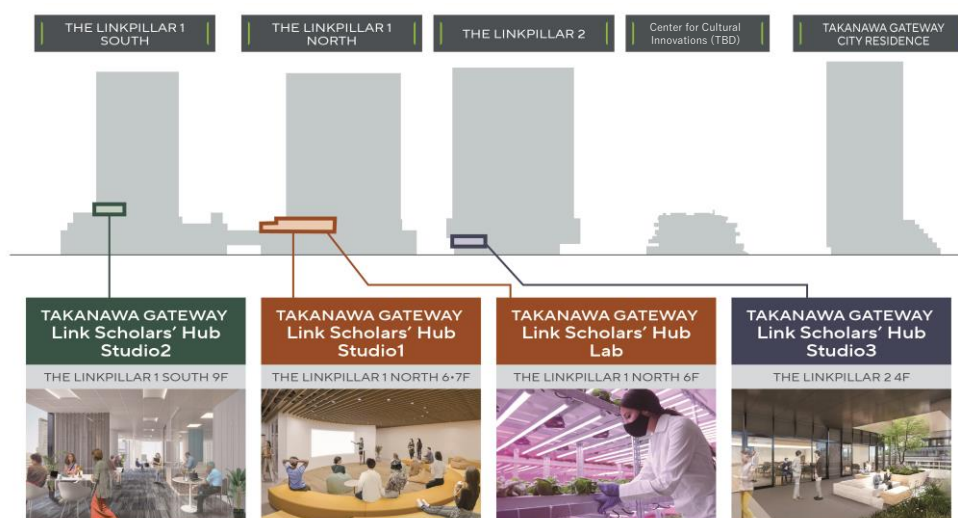 THE LINKPILLAR 1
SOUTH
THE LINKPILLAR 1
NORTH
THE LINKPILLAR 2
Center for Cultural
Innovations (TBD)
TAKANAWA GATEWAY
CITY RESIDENCE
TAKANAWA GATEWAY
Link Scholars’ Hub
Studio2
THE LINKPILLAR 1 SOUTH 9F
TAKANAWA GATEWAY
Link Scholars’ Hub
Studio1
THE LINKPILLAR 1 NORTH 6・7F
TAKANAWA GATEWAY
Link Scholars’ Hub
Lab
THE LINKPILLAR 1 NORTH 6F
TAKANAWA GATEWAY
Link Scholars’ Hub
Studio3
THE LINKPILLAR 2 4F